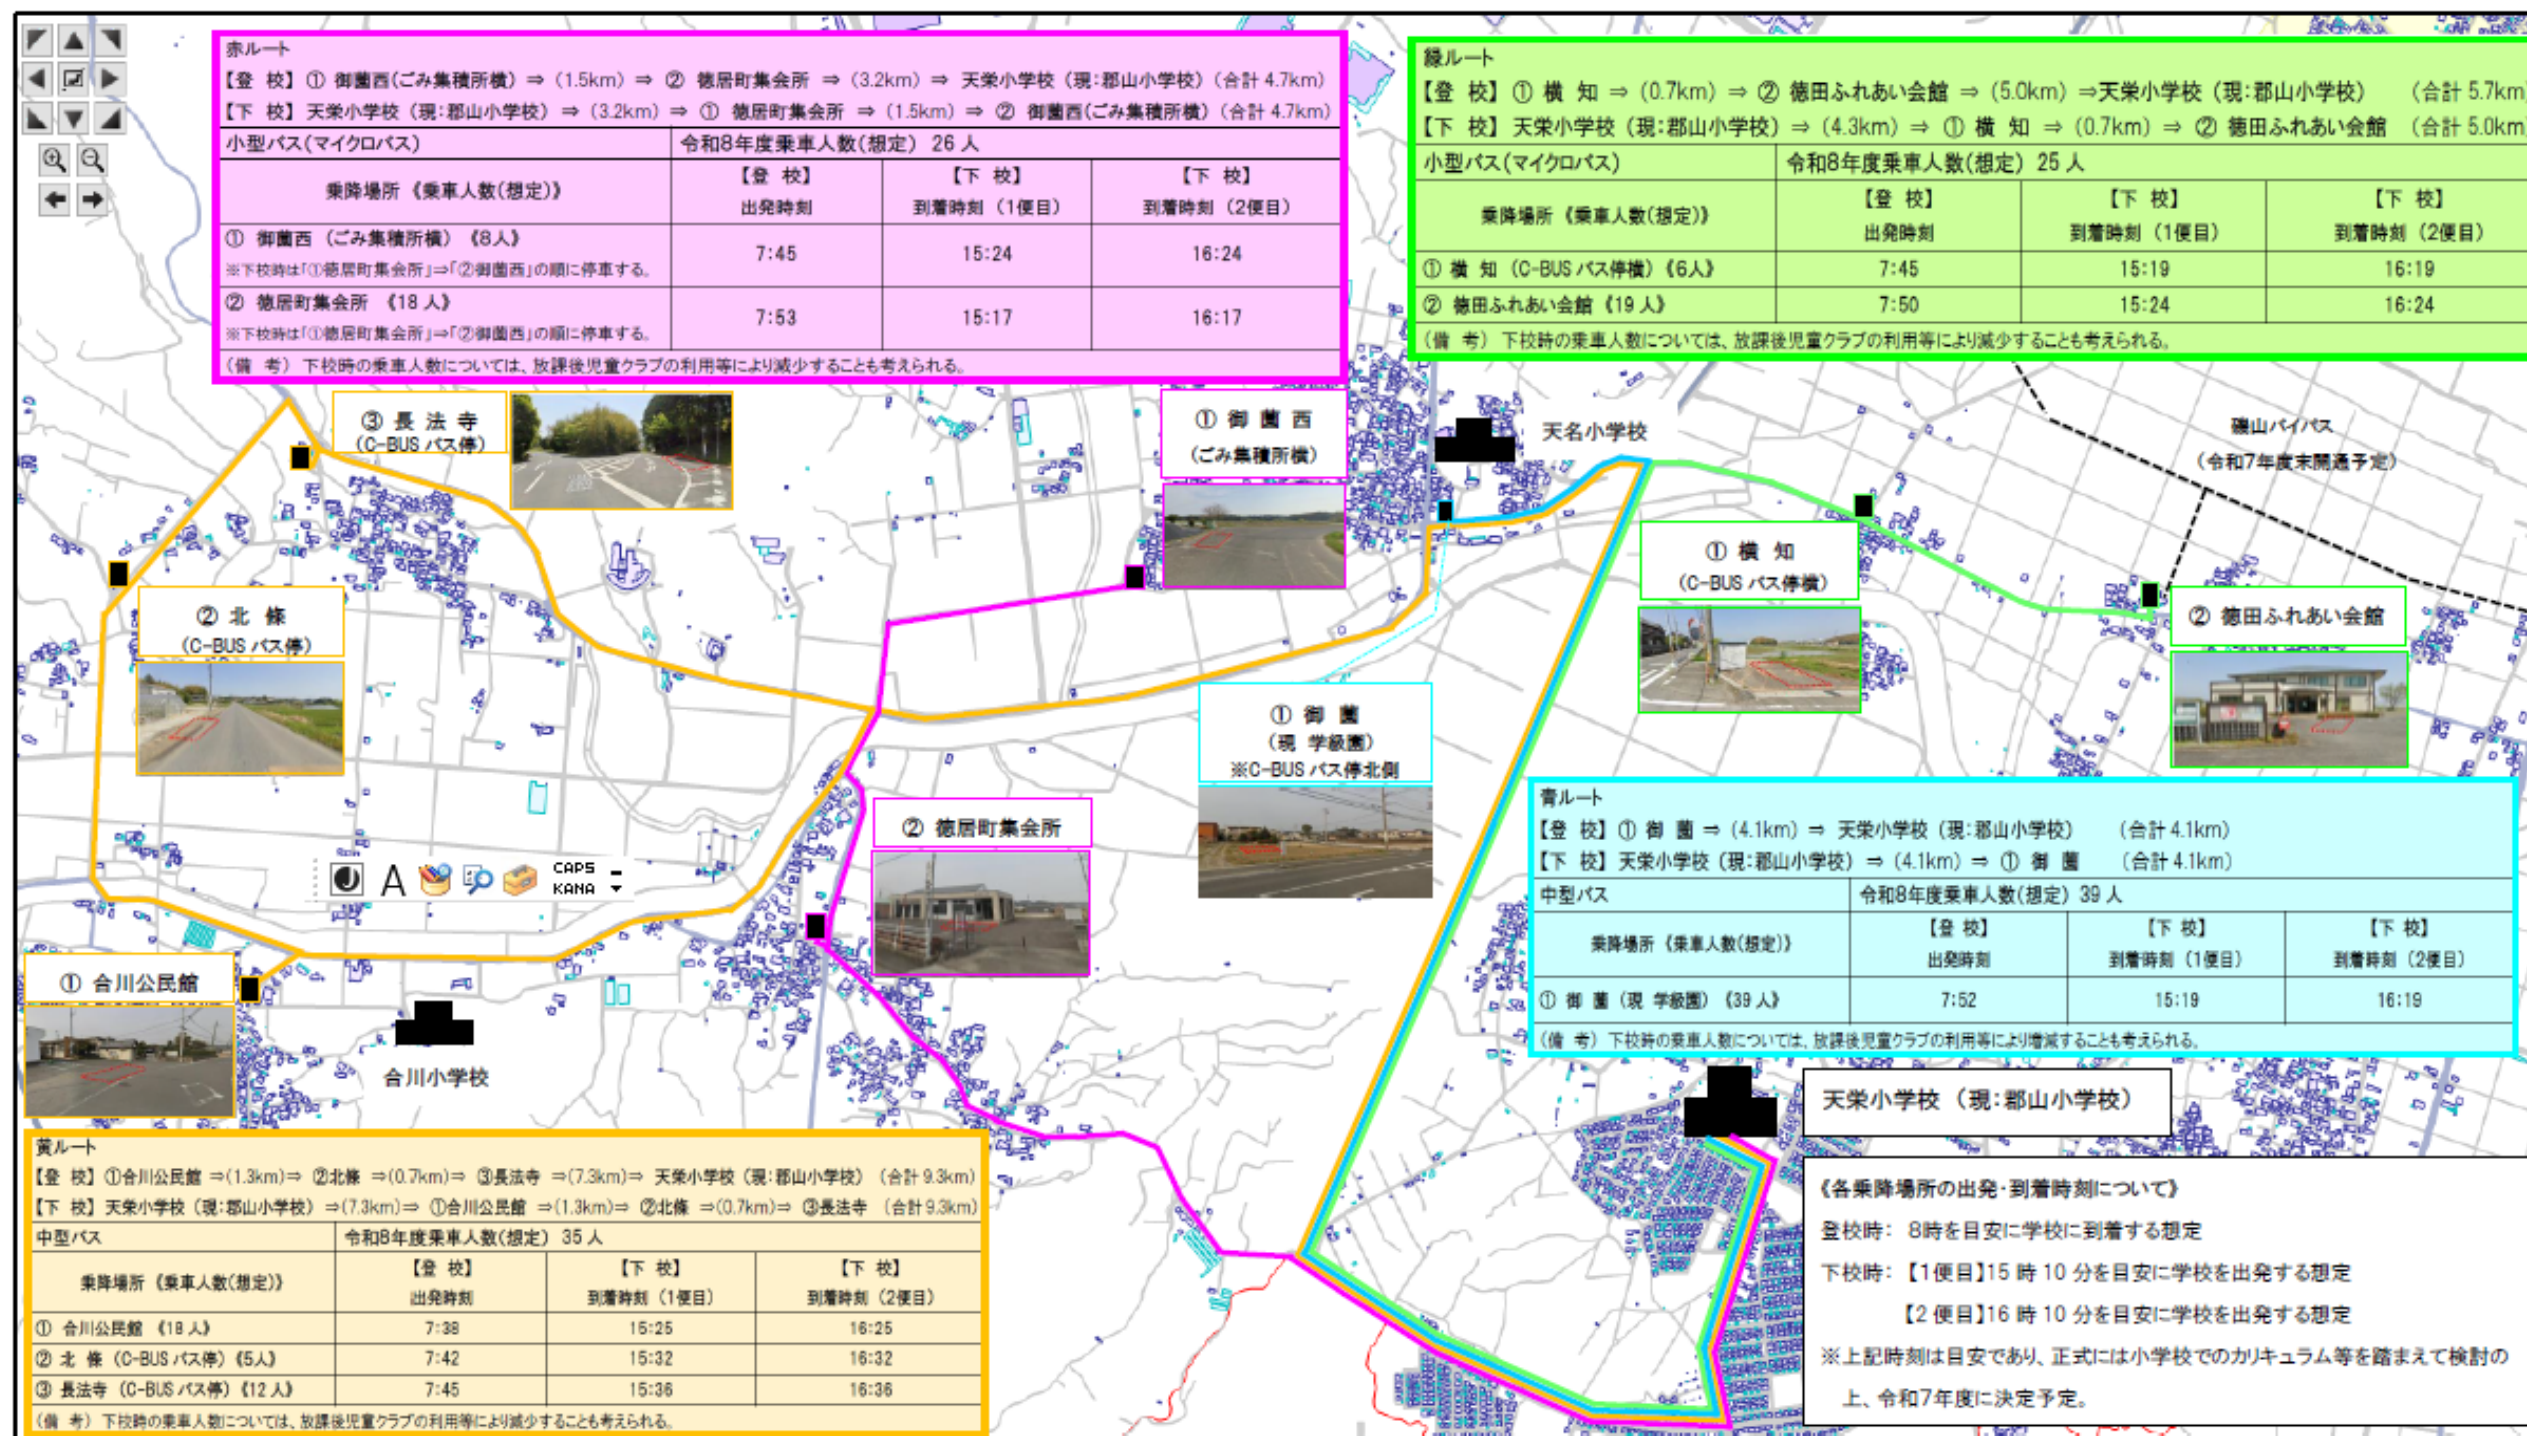 赤ルート
【登 校】① 御薗西(ごみ集積所横) ⇒ (1.5km) ⇒ ② 徳居町集会所 ⇒ (3.2km) ⇒ 天栄小学校 (現：郡山小学校) (合計 4.7km)
【下 校】天栄小学校 (現：郡山小学校) ⇒ (3.2km) ⇒ ① 徳居町集会所 ⇒ (1.5km) ⇒ ② 御薗西(ごみ集積所横) (合計 4.7km)
小型バス(マイクロバス) 令和8年度乗車人数(想定) 26 人
乗降場所 《乗車人数(想定)》 【登 校】 出発時刻 【下 校】 到着時刻 (1便目) 【下 校】 到着時刻 (2便目)
① 御薗西 (ごみ集積所横) 《8人》 7:45 15:24 16:24
※下校時は「①徳居町集会所」⇒「②御薗西」の順に停車する。
② 徳居町集会所 《18 人》 7:53 15:17 16:17
※下校時は「①徳居町集会所」⇒「②御薗西」の順に停車する。
(備 考) 下校時の乗車人数については、放課後児童クラブの利用等により減少することも考えられる。
緑ルート
【登 校】① 横 知 ⇒ (0.7km) ⇒ ② 徳田ふれあい会館 ⇒ (5.0km) ⇒天栄小学校 (現：郡山小学校) (合計 5.7km
【下 校】天栄小学校 (現：郡山小学校) ⇒ (4.3km) ⇒ ① 横 知 ⇒ (0.7km) ⇒ ② 徳田ふれあい会館 (合計 5.0km
小型バス(マイクロバス) 令和8年度乗車人数(想定) 25 人
乗降場所 《乗車人数(想定)》 【登 校】 出発時刻 【下 校】 到着時刻 (1便目) 【下 校】 到着時刻 (2便目)
① 横 知 (C-BUS バス停横) 《6人》 7:45 15:19 16:19
② 徳田ふれあい会館 《19 人》 7:50 15:24 16:24
(備 考) 下校時の乗車人数については、放課後児童クラブの利用等により減少することも考えられる。
③ 長 法 寺
(C-BUS バス停)
① 御 薗 西
(ごみ集積所横)
天名小学校
磯山バイパス
(令和7年度末開通予定)
① 横 知
(C-BUS バス停横)
② 北 條
(C-BUS バス停)
② 徳田ふれあい会館
① 御 薗
(現 学級園)
※C-BUS バス停北側
② 徳居町集会所
A
CAPS
KANA
青ルート
【登 校】① 御 薗 ⇒ (4.1km) ⇒ 天栄小学校 (現：郡山小学校) (合計 4.1km)
【下 校】天栄小学校 (現：郡山小学校) ⇒ (4.1km) ⇒ ① 御 薗 (合計 4.1km)
中型バス 令和8年度乗車人数(想定) 39 人
乗降場所 《乗車人数(想定)》 【登 校】 出発時刻 【下 校】 到着時刻 (1便目) 【下 校】 到着時刻 (2便目)
① 御 薗 (現 学級園) 《39 人》 7:52 15:19 16:19
(備 考) 下校時の乗車人数については、放課後児童クラブの利用等により増減することも考えられる。
① 合川公民館
合川小学校
天栄小学校 (現：郡山小学校)
黄ルート
【登 校】①合川公民館 ⇒(1.3km)⇒ ②北條 ⇒(0.7km)⇒ ③長法寺 ⇒(7.3km)⇒ 天栄小学校 (現：郡山小学校) (合計 9.3km)
【下 校】天栄小学校 (現：郡山小学校) ⇒(7.3km)⇒ ①合川公民館 ⇒(1.3km)⇒ ②北條 ⇒(0.7km)⇒ ③長法寺 (合計 9.3km)
中型バス 令和8年度乗車人数(想定) 35 人
乗降場所 《乗車人数(想定)》 【登 校】 出発時刻 【下 校】 到着時刻 (1便目) 【下 校】 到着時刻 (2便目)
① 合川公民館 《18 人》 7:38 15:25 16:25
② 北 條 (C-BUS バス停) 《5人》 7:42 15:32 16:32
③ 長法寺 (C-BUS バス停) 《12 人》 7:45 15:36 16:36
(備 考) 下校時の乗車人数については、放課後児童クラブの利用等により減少することも考えられる。
《各乗降場所の出発・到着時刻について》
登校時： 8時を目安に学校に到着する想定
下校時：【1便目】15 時 10 分を目安に学校を出発する想定
【2 便目】16 時 10 分を目安に学校を出発する想定
※上記時刻は目安であり、正式には小学校でのカリキュラム等を踏まえて検討の
上、令和7年度に決定予定。